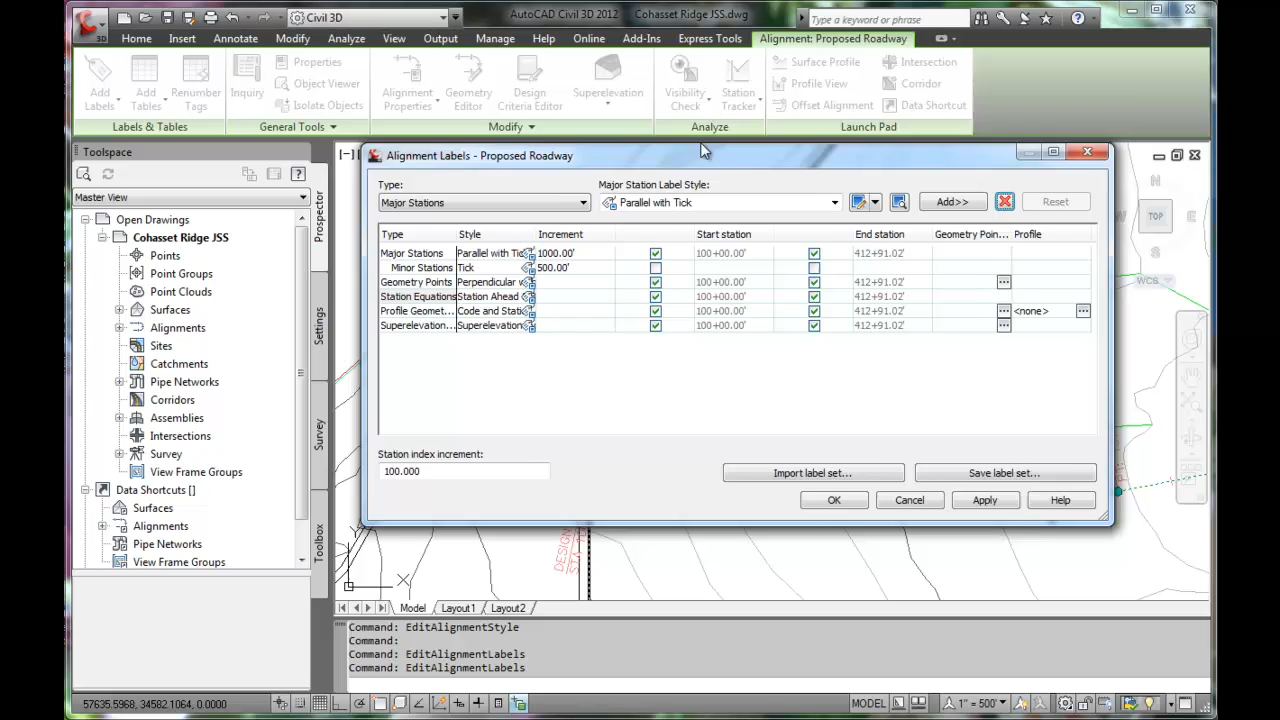 Civil 3D
AutoCAD Civil 3D 2012
Cohasset Ridge JSS.dwg
Type a keyword or phrase
3D
Home
Insert
Annotate
Modify
Analyze
View
Output
Manage
Help
Online
Add-Ins
Express Tools
Alignment: Proposed Roadway
Add Labels
Add Tables
Renumber Tags
Labels & Tables
Inquiry
Properties
Object Viewer
Isolate Objects
General Tools
Alignment Properties
Geometry Editor
Design Criteria Editor
Superelevation
Modify
Visibility Check
Station Tracker
Analyze
Surface Profile
Profile View
Offset Alignment
Intersection
Corridor
Data Shortcut
Launch Pad
Toolspace
Master View
Open Drawings
Cohasset Ridge JSS
Points
Point Groups
Point Clouds
Surfaces
Alignments
Sites
Catchments
Pipe Networks
Corridors
Assemblies
Intersections
Survey
View Frame Groups
Data Shortcuts []
Surfaces
Alignments
Pipe Networks
View Frame Groups
Prospector
Settings
Survey
Toolbox
[−]
Alignment Labels - Proposed Roadway
Type:
Major Stations
Major Station Label Style:
Parallel with Tick
Add>>
Reset
Type Style Increment Start station End station Geometry Poin... Profile
Major Stations Parallel with Tic 1000.00' 100+00.00' 412+91.02'
Minor Stations Tick 500.00'
Geometry Points Perpendicular 100+00.00' 412+91.02'
Station Equations Station Ahead 100+00.00' 412+91.02'
Profile Geomet... Code and Stati 100+00.00' 412+91.02' <none>
Superelevation... Superelevation 100+00.00' 412+91.02'
Station index increment:
100.000
Import label set...
Save label set...
OK
Cancel
Apply
Help
N
W
TOP
E
S
WCS
DESIGN
STA
Y
X
Model
Layout1
Layout2
Command: EditAlignmentStyle
Command:
Command: EditAlignmentLabels
Command: EditAlignmentLabels
57635.5968, 34582.1064, 0.0000
MODEL
1" = 500'